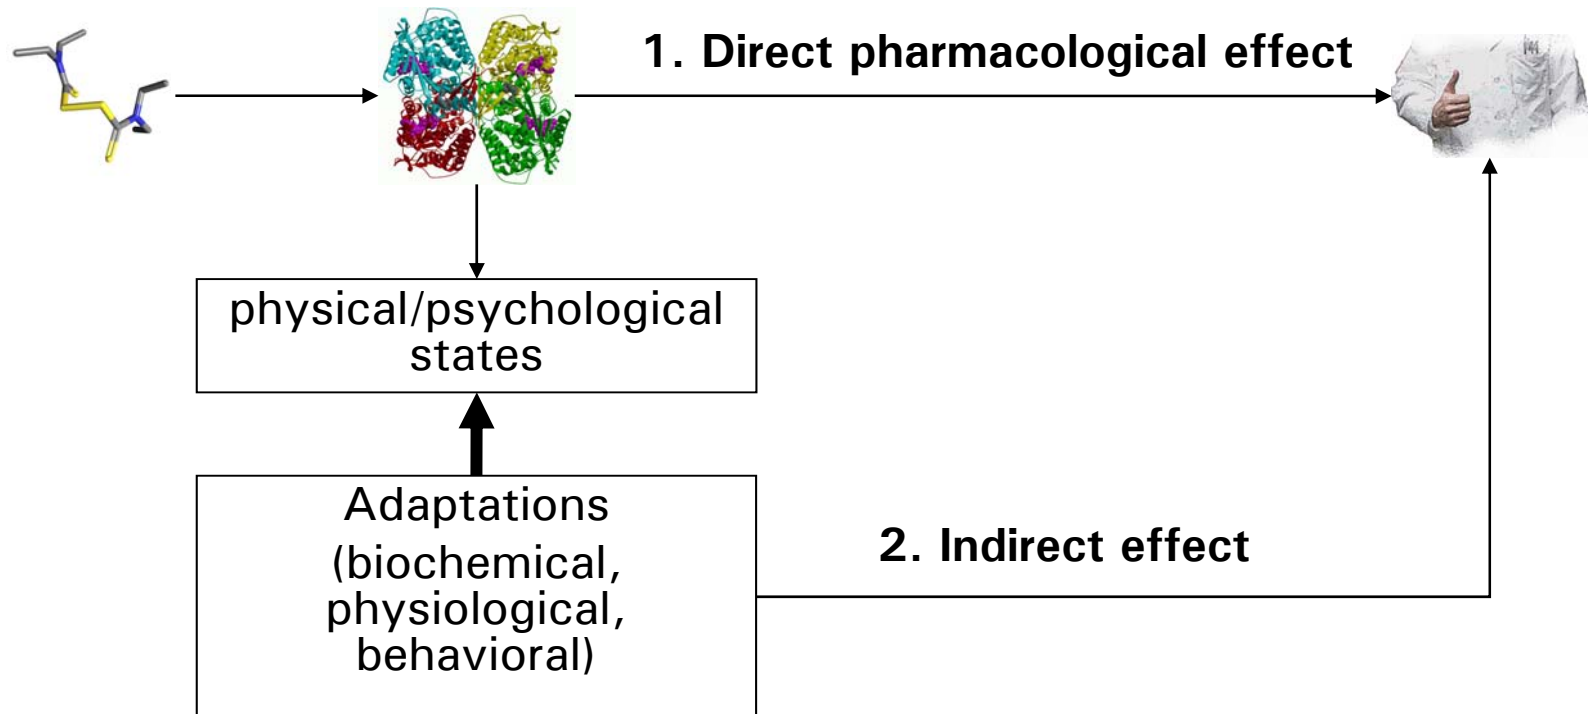 1. Direct pharmacological effect
physical/psychological
states
Adaptations
(biochemical,
physiological,
behavioral)
2. Indirect effect